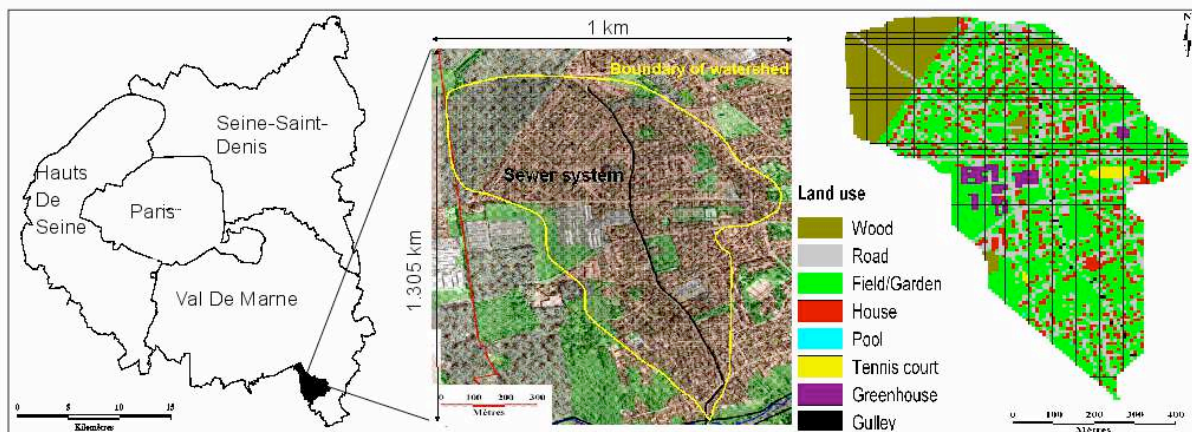 Seine-Saint-
Denis
Hauts
De
Seine
Paris
Val De Marne
0 5 10 15
Kilomètres
1 km
1.305 km
Boundary of watershed
Sewer system
0 100 200 300
Mètres
N
Land use
Wood
Road
Field/Garden
House
Pool
Tennis court
Greenhouse
Gulley
0 100 200 300 400
Mètres